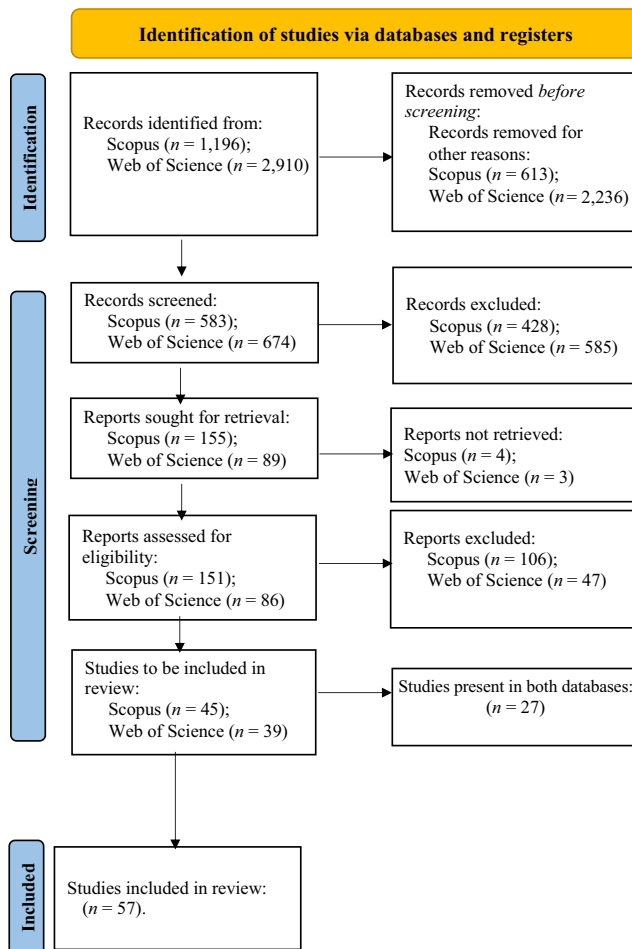 Identification of studies via databases and registers
Identification
Records identified from:
Scopus (n = 1,196);
Web of Science (n = 2,910)
Records removed before
screening:
Records removed for
other reasons:
Scopus (n = 613);
Web of Science (n = 2,236)
Screening
Records screened:
Scopus (n = 583);
Web of Science (n = 674)
Records excluded:
Scopus (n = 428);
Web of Science (n = 585)
Reports sought for retrieval:
Scopus (n = 155);
Web of Science (n = 89)
Reports not retrieved:
Scopus (n = 4);
Web of Science (n = 3)
Reports assessed for
eligibility:
Scopus (n = 151);
Web of Science (n = 86)
Reports excluded:
Scopus (n = 106);
Web of Science (n = 47)
Studies to be included in
review:
Scopus (n = 45);
Web of Science (n = 39)
Studies present in both databases:
(n = 27)
Included
Studies included in review:
(n = 57).